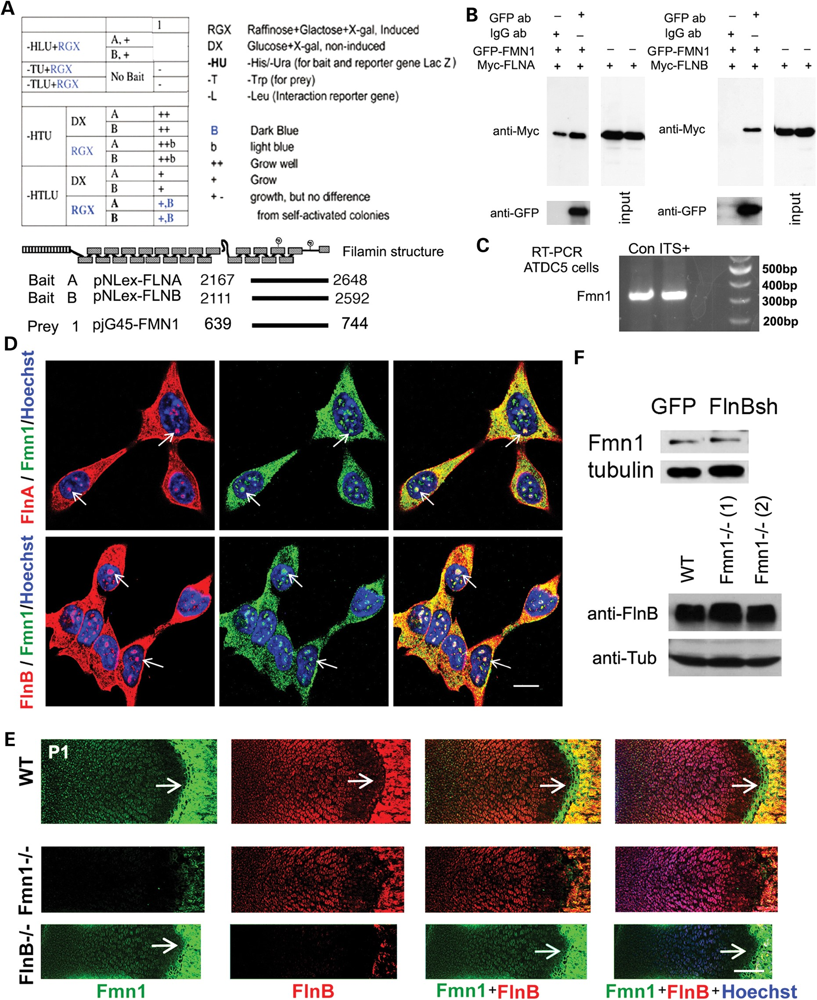 A
1
-HLU+RGX
A, +
B, +
-TU+RGX
No Bait
-
-TLU+RGX
-
-HTU
DX
A
++
B
++
RGX
A
++b
B
++b
-HTLU
DX
A
+
B
+
RGX
A
+,B
B
+,B
RGX Raffinose+Glactose+X-gal, Induced
DX Glucose+X-gal, non-induced
-HU -His/-Ura (for bait and reporter gene Lac Z )
-T -Trp (for prey)
-L -Leu (Interaction reporter gene)
B Dark Blue
b light blue
++ Grow well
+ Grow
+ - growth, but no difference
from self-activated colonies
P P
Filamin structure
Bait A pNLex-FLNA 2167 2648
Bait B pNLex-FLNB 2111 2592
Prey 1 pjG45-FMN1 639 744
B
GFP ab – +
IgG ab + –
GFP-FMN1 + + – –
Myc-FLNA + + + +
anti-Myc
anti-GFP
input
GFP ab – +
IgG ab + –
GFP-FMN1 + + – –
Myc-FLNB + + + +
anti-Myc
anti-GFP
input
C
RT-PCR
ATDC5 cells
Con ITS+
Fmn1
500bp
400bp
300bp
200bp
D
FlnA / Fmn1/Hoechst
FlnB / Fmn1/Hoechst
F
GFP FlnBsh
Fmn1
tubulin
WT
Fmn1-/- (1)
Fmn1-/- (2)
anti-FlnB
anti-Tub
E
WT
P1
Fmn1-/-
FlnB-/-
Fmn1
FlnB
Fmn1+FlnB
Fmn1+FlnB+Hoechst